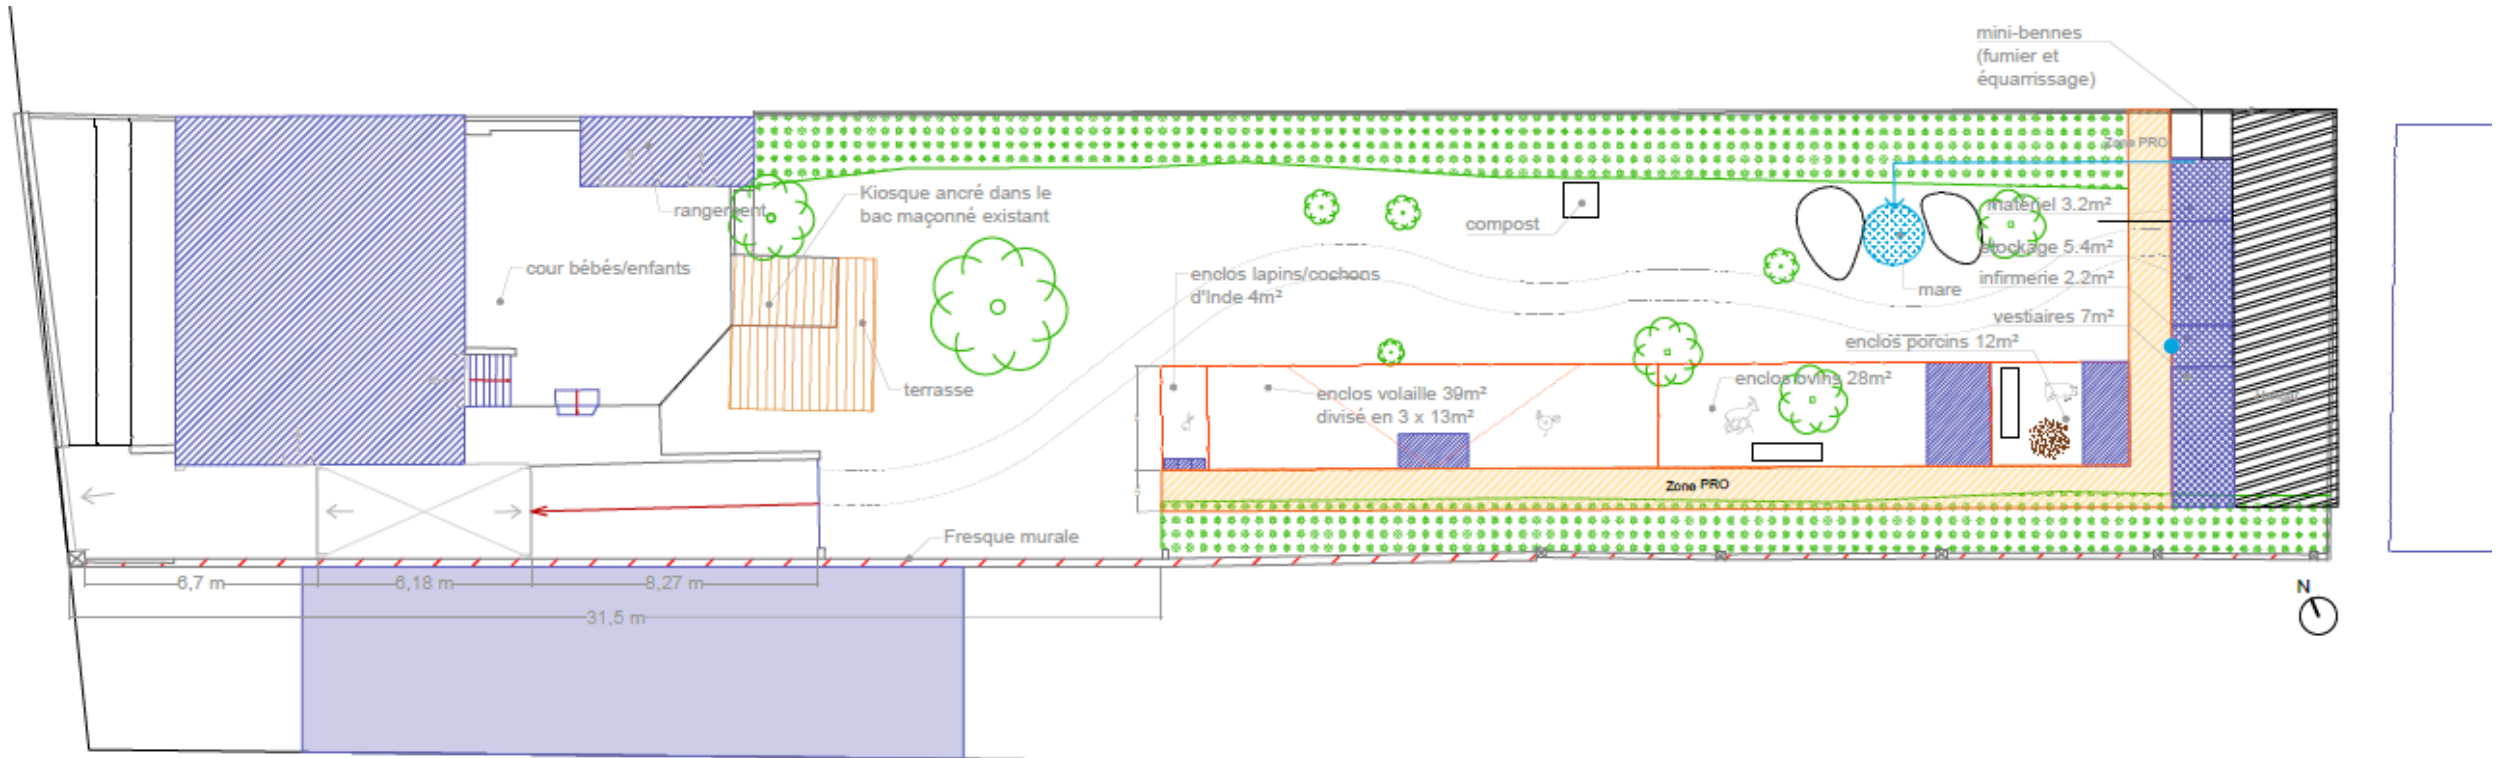 mini-bennes
(fumier et
équarrissage)
Zone PRO
Kiosque ancré dans le
bac maçonné existant
rangement
matériel 3.2m²
compost
stockage 5.4m²
cour bébés/enfants
enclos lapins/cochons
d'Inde 4m²
infirmerie 2.2m²
mare
vestiaires 7m²
enclos porcins 12m²
terrasse
enclos volaille 39m²
divisé en 3 x 13m²
enclos ovins 28m²
Zone PRO
Fresque murale
6,7 m
6,18 m
8,27 m
31,5 m
N